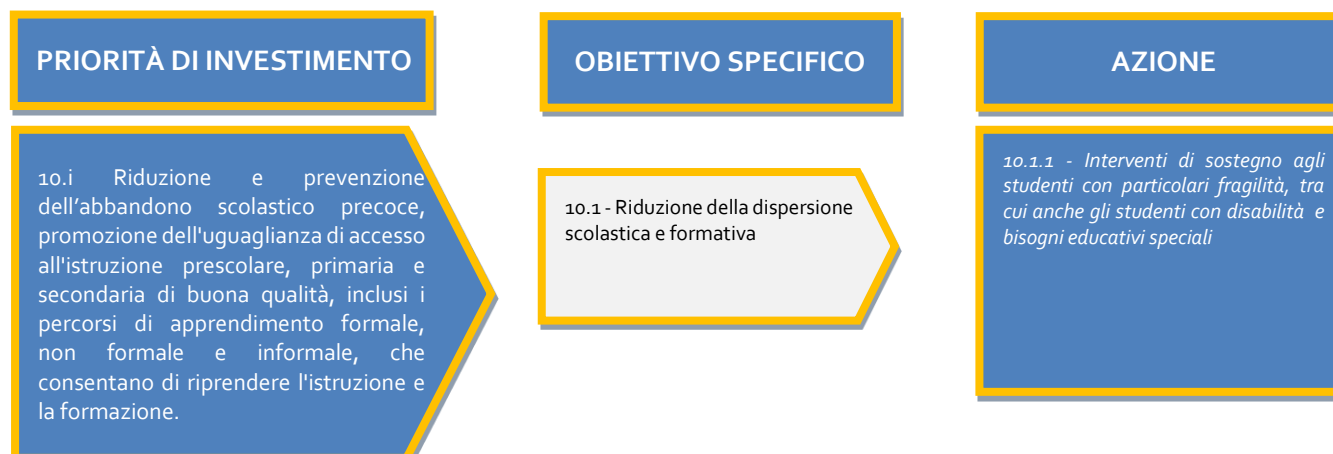 PRIORITÀ DI INVESTIMENTO
10.i Riduzione e prevenzione
dell’abbandono scolastico precoce,
promozione dell'uguaglianza di accesso
all'istruzione prescolare, primaria e
secondaria di buona qualità, inclusi i
percorsi di apprendimento formale,
non formale e informale, che
consentano di riprendere l'istruzione e
la formazione.
OBIETTIVO SPECIFICO
10.1 - Riduzione della dispersione
scolastica e formativa
AZIONE
10.1.1 - Interventi di sostegno agli
studenti con particolari fragilità, tra
cui anche gli studenti con disabilità e
bisogni educativi speciali